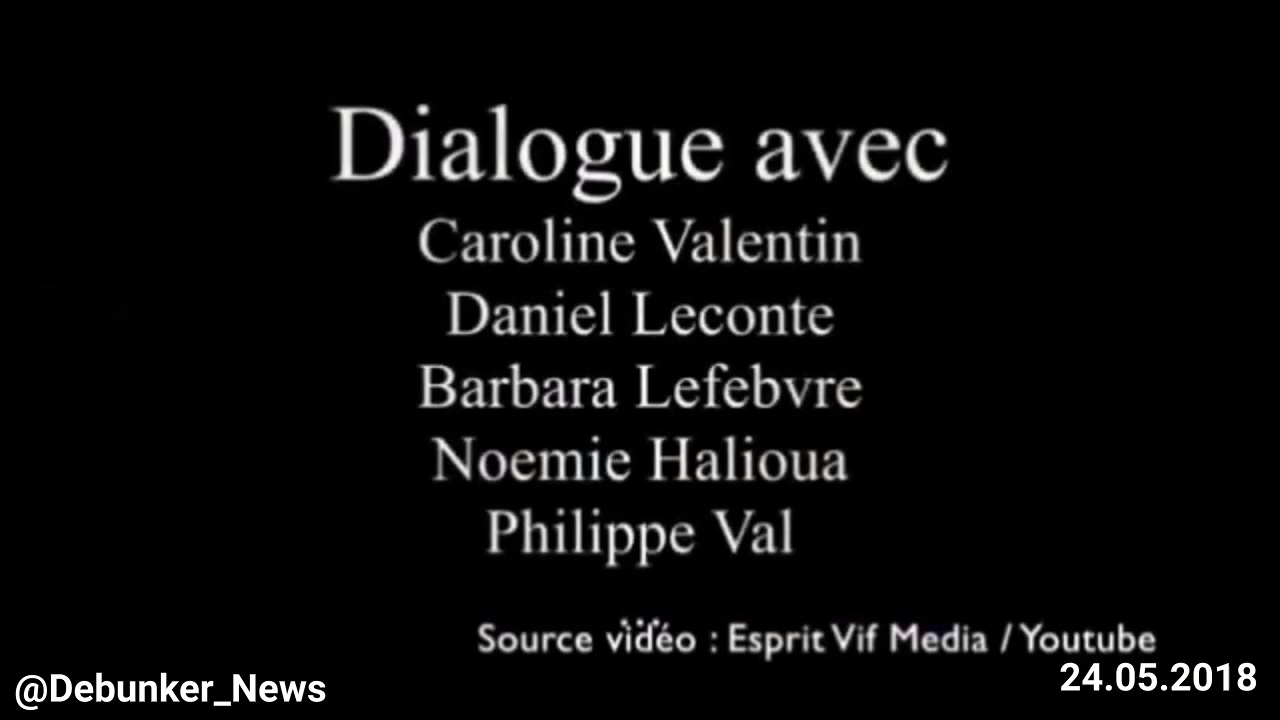 Dialogue avec
Caroline Valentin
Daniel Leconte
Barbara Lefebvre
Noemie Halioua
Philippe Val
Source vidéo : Esprit Vif Media / Youtube
@Debunker_News
24.05.2018